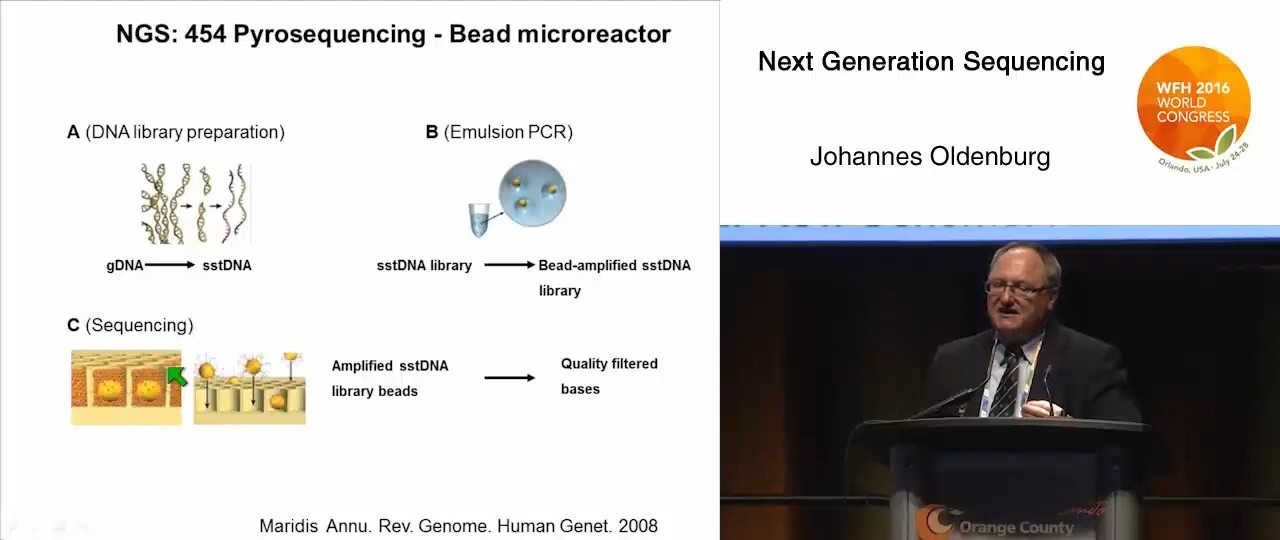 NGS: 454 Pyrosequencing - Bead microreactor
A (DNA library preparation)
B (Emulsion PCR)
gDNA
sstDNA
sstDNA library
Bead-amplified sstDNA
library
C (Sequencing)
Amplified sstDNA
library beads
Quality filtered
bases
Maridis Annu. Rev. Genome. Human Genet. 2008
Next Generation Sequencing
Johannes Oldenburg
WFH 2016
WORLD
CONGRESS
Orlando, USA · July 24-28
Orange County